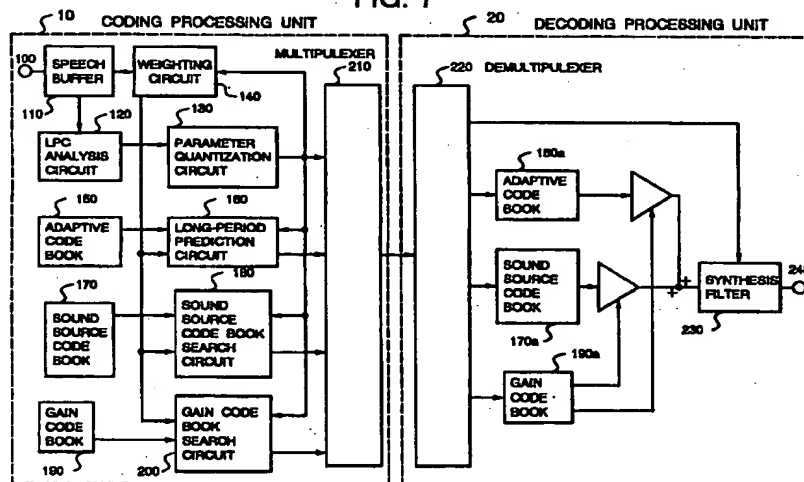 FIG. 7
10
CODING PROCESSING UNIT
20
DECODING PROCESSING UNIT
100
SPEECH
BUFFER
110
WEIGHTING
CIRCUIT
140
MULTIPULEXER
210
220
DEMULTIPULEXER
120
LPC
ANALYSIS
CIRCUIT
130
PARAMETER
QUANTIZATION
CIRCUIT
150
ADAPTIVE
CODE
BOOK
160
LONG-PERIOD
PREDICTION
CIRCUIT
170
SOUND
SOURCE
CODE
BOOK
180
SOUND
SOURCE
CODE BOOK
SEARCH
CIRCUIT
190
GAIN
CODE
BOOK
200
GAIN CODE
BOOK
SEARCH
CIRCUIT
150a
ADAPTIVE
CODE
BOOK
SOUND
SOURCE
CODE
BOOK
170a
190a
GAIN
CODE
BOOK
+
+
SYNTHESIS
FILTER
230